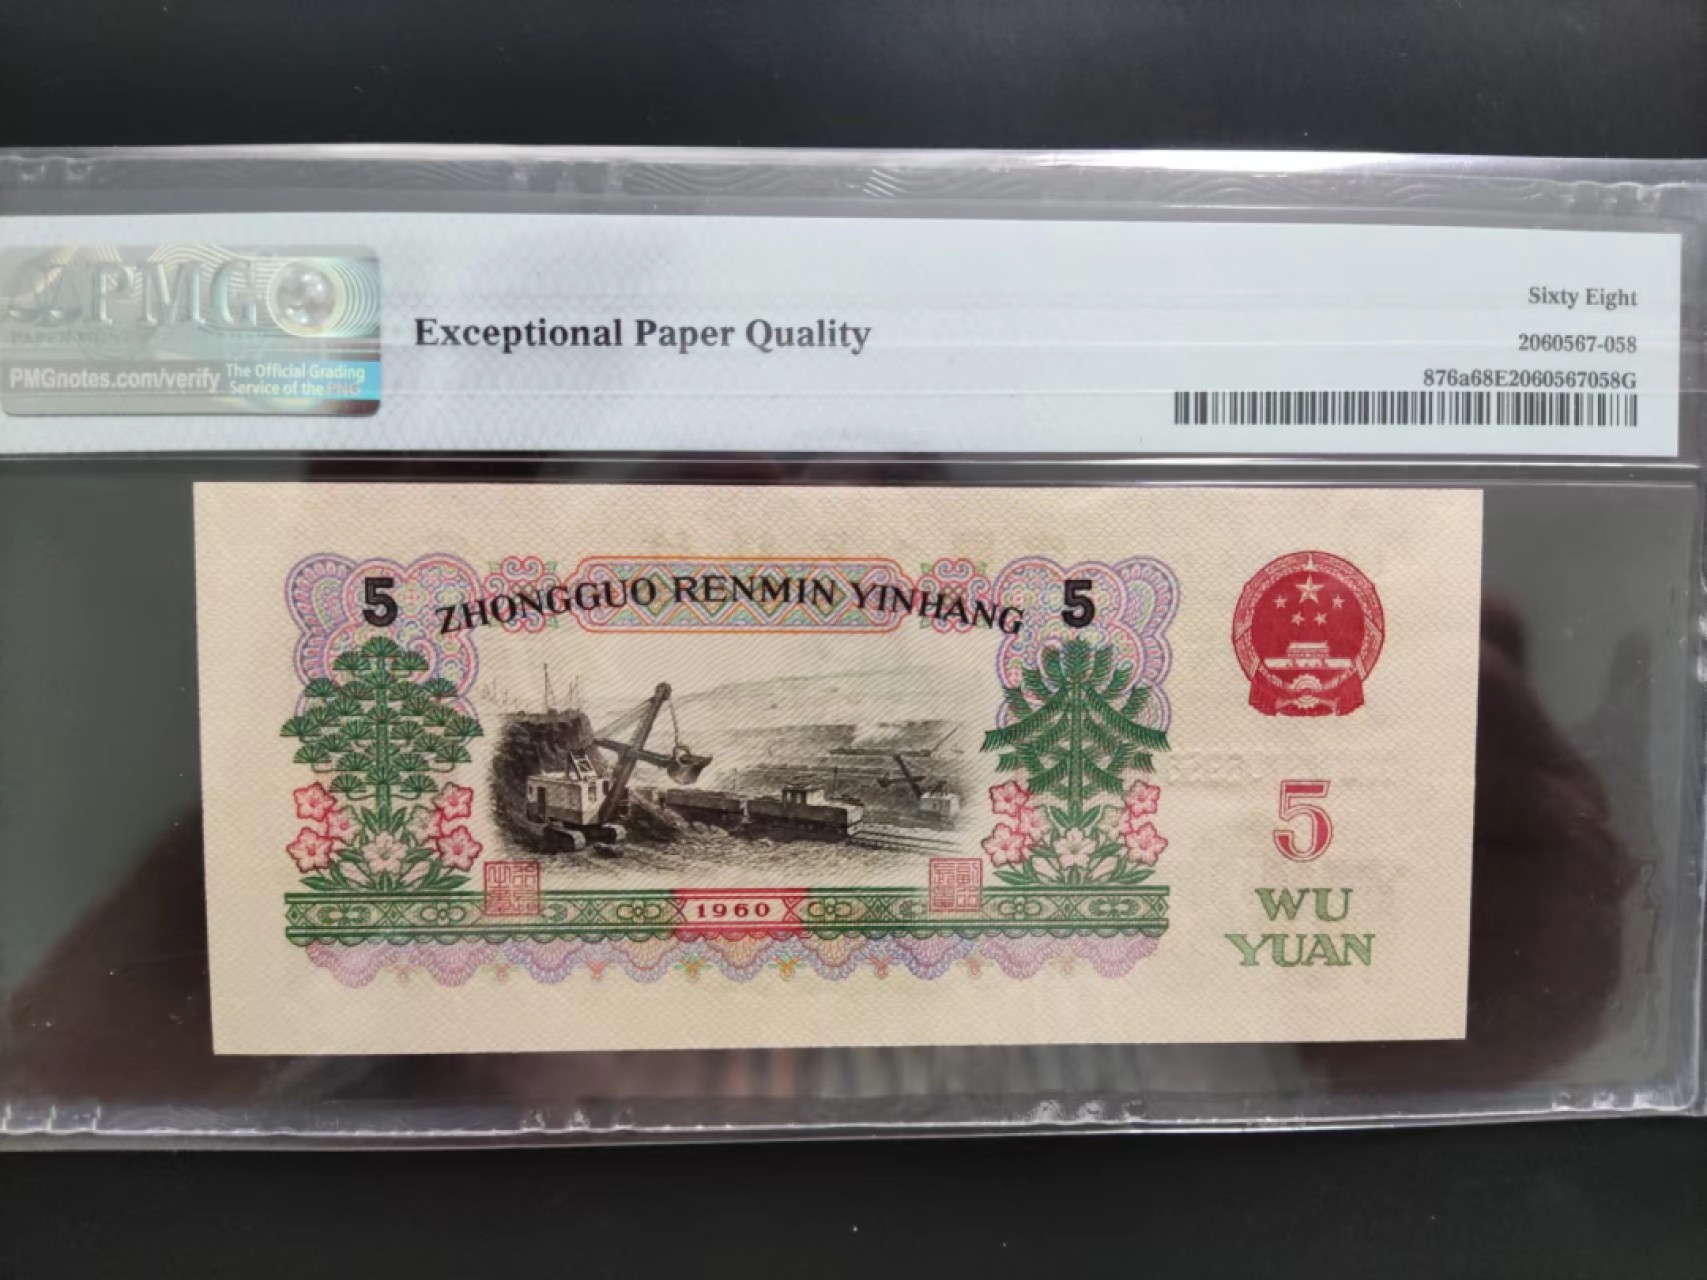 PMG
PMGnotes.com/verify
The Official Grading
Service of the PNG
Exceptional Paper Quality
Sixty Eight
2060567-058
876a68E2060567058G
5 ZHONGGUO RENMIN YINHANG 5
1960
5
WU
YUAN